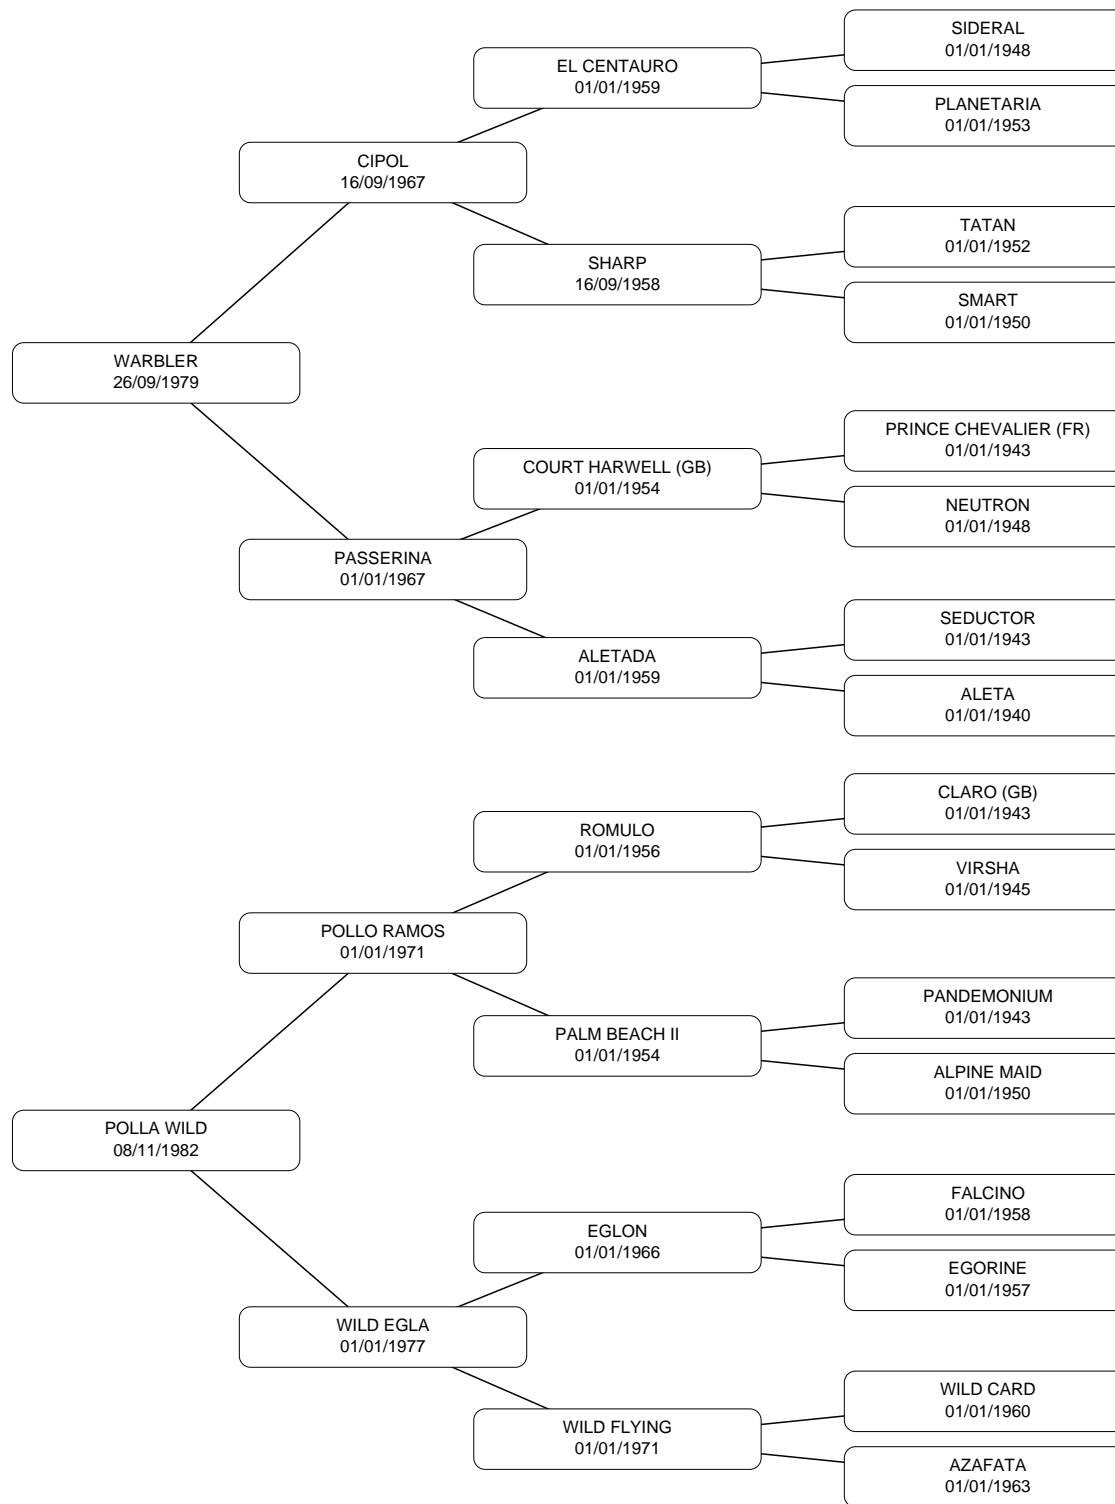 SIDERAL
01/01/1948
EL CENTAURO
01/01/1959
PLANETARIA
01/01/1953
CIPOL
16/09/1967
TATAN
01/01/1952
SHARP
16/09/1958
SMART
01/01/1950
WARBLER
26/09/1979
PRINCE CHEVALIER (FR)
01/01/1943
COURT HARWELL (GB)
01/01/1954
NEUTRON
01/01/1948
PASSERINA
01/01/1967
SEDUCTOR
01/01/1943
ALETADA
01/01/1959
ALETA
01/01/1940
CLARO (GB)
01/01/1943
ROMULO
01/01/1956
VIRSHA
01/01/1945
POLLO RAMOS
01/01/1971
PANDEMONIUM
01/01/1943
PALM BEACH II
01/01/1954
ALPINE MAID
01/01/1950
POLLA WILD
08/11/1982
FALCINO
01/01/1958
EGLON
01/01/1966
EGORINE
01/01/1957
WILD EGLA
01/01/1977
WILD CARD
01/01/1960
WILD FLYING
01/01/1971
AZAFATA
01/01/1963